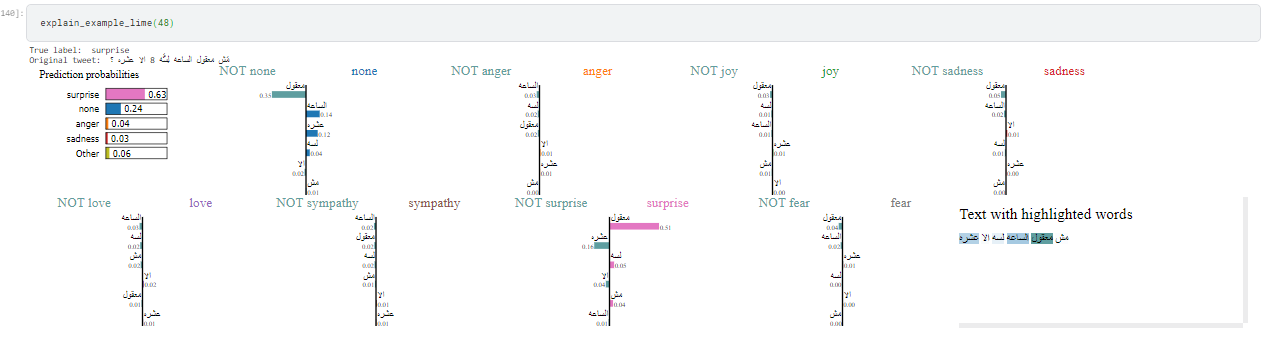 140]:
explain_example_lime(48)
True label: surprise
Original tweet: مش معقول الساعه لسه 8 الا عشره ؟
Prediction probabilities
surprise 0.63
none 0.24
anger 0.04
sadness 0.03
Other 0.06
NOT none none
معقول
0.35
الساعه
0.14
عشره
0.12
لسه
0.04
الا
0.02
مش
0.01
NOT anger anger
الساعه
0.03
لسه
0.02
معقول
0.02
الا
0.01
عشره
0.01
مش
0.00
NOT joy joy
معقول
0.03
لسه
0.01
الساعه
0.01
عشره
0.01
مش
0.01
الا
0.00
NOT sadness sadness
معقول
0.05
الساعه
0.02
الا
0.01
لسه
0.01
عشره
0.00
مش
0.00
NOT love love
الساعه
0.03
لسه
0.02
مش
0.02
الا
0.02
معقول
0.01
عشره
0.01
NOT sympathy sympathy
الساعه
0.02
معقول
0.02
لسه
0.02
مش
0.01
الا
0.01
عشره
0.01
NOT surprise surprise
معقول
0.51
عشره
0.16
لسه
0.05
الا
0.04
مش
0.04
الساعه
0.01
NOT fear fear
معقول
0.04
الساعه
0.02
عشره
0.01
لسه
0.00
الا
0.00
مش
0.00
Text with highlighted words
مش معقول الساعه لسه الا عشره